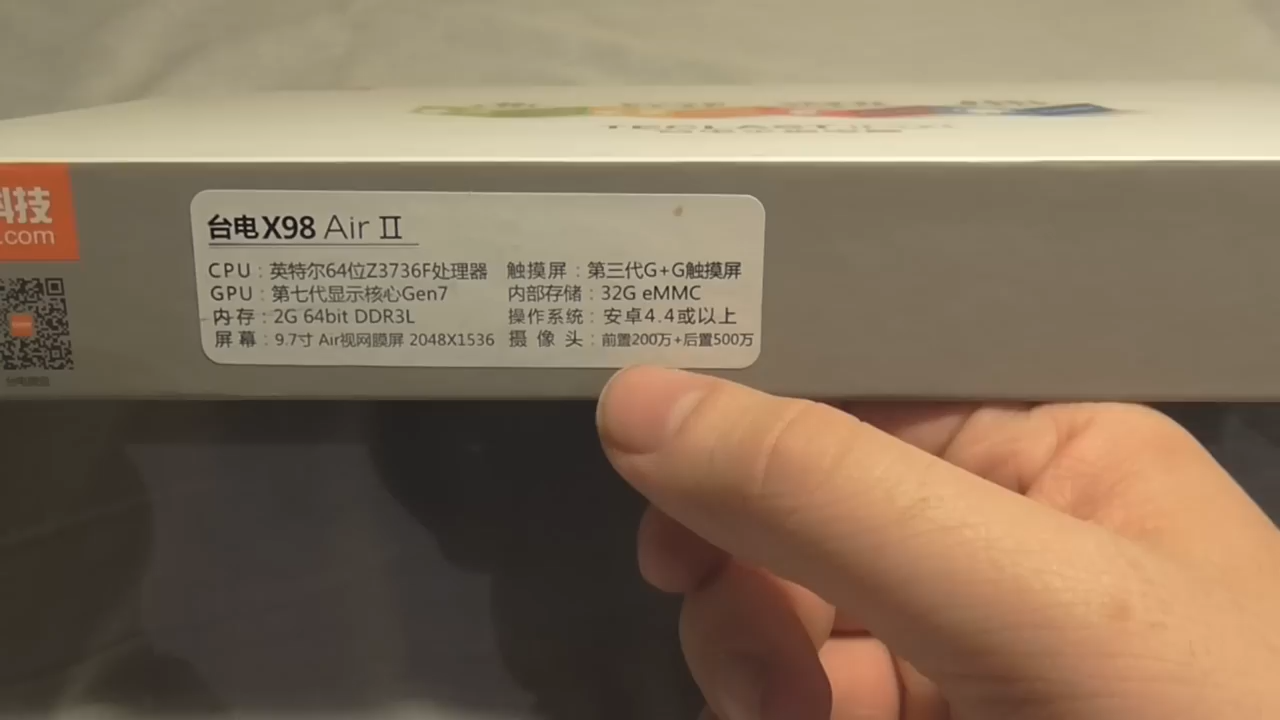 科技
.com
台电X98 Air Ⅱ
CPU：英特尔64位Z3736F处理器 触摸屏：第三代G+G触摸屏
GPU：第七代显示核心Gen7 内部存储：32G eMMC
内存：2G 64bit DDR3L 操作系统：安卓4.4或以上
屏幕：9.7寸 Air视网膜屏 2048X1536 摄像头：前置200万+后置500万